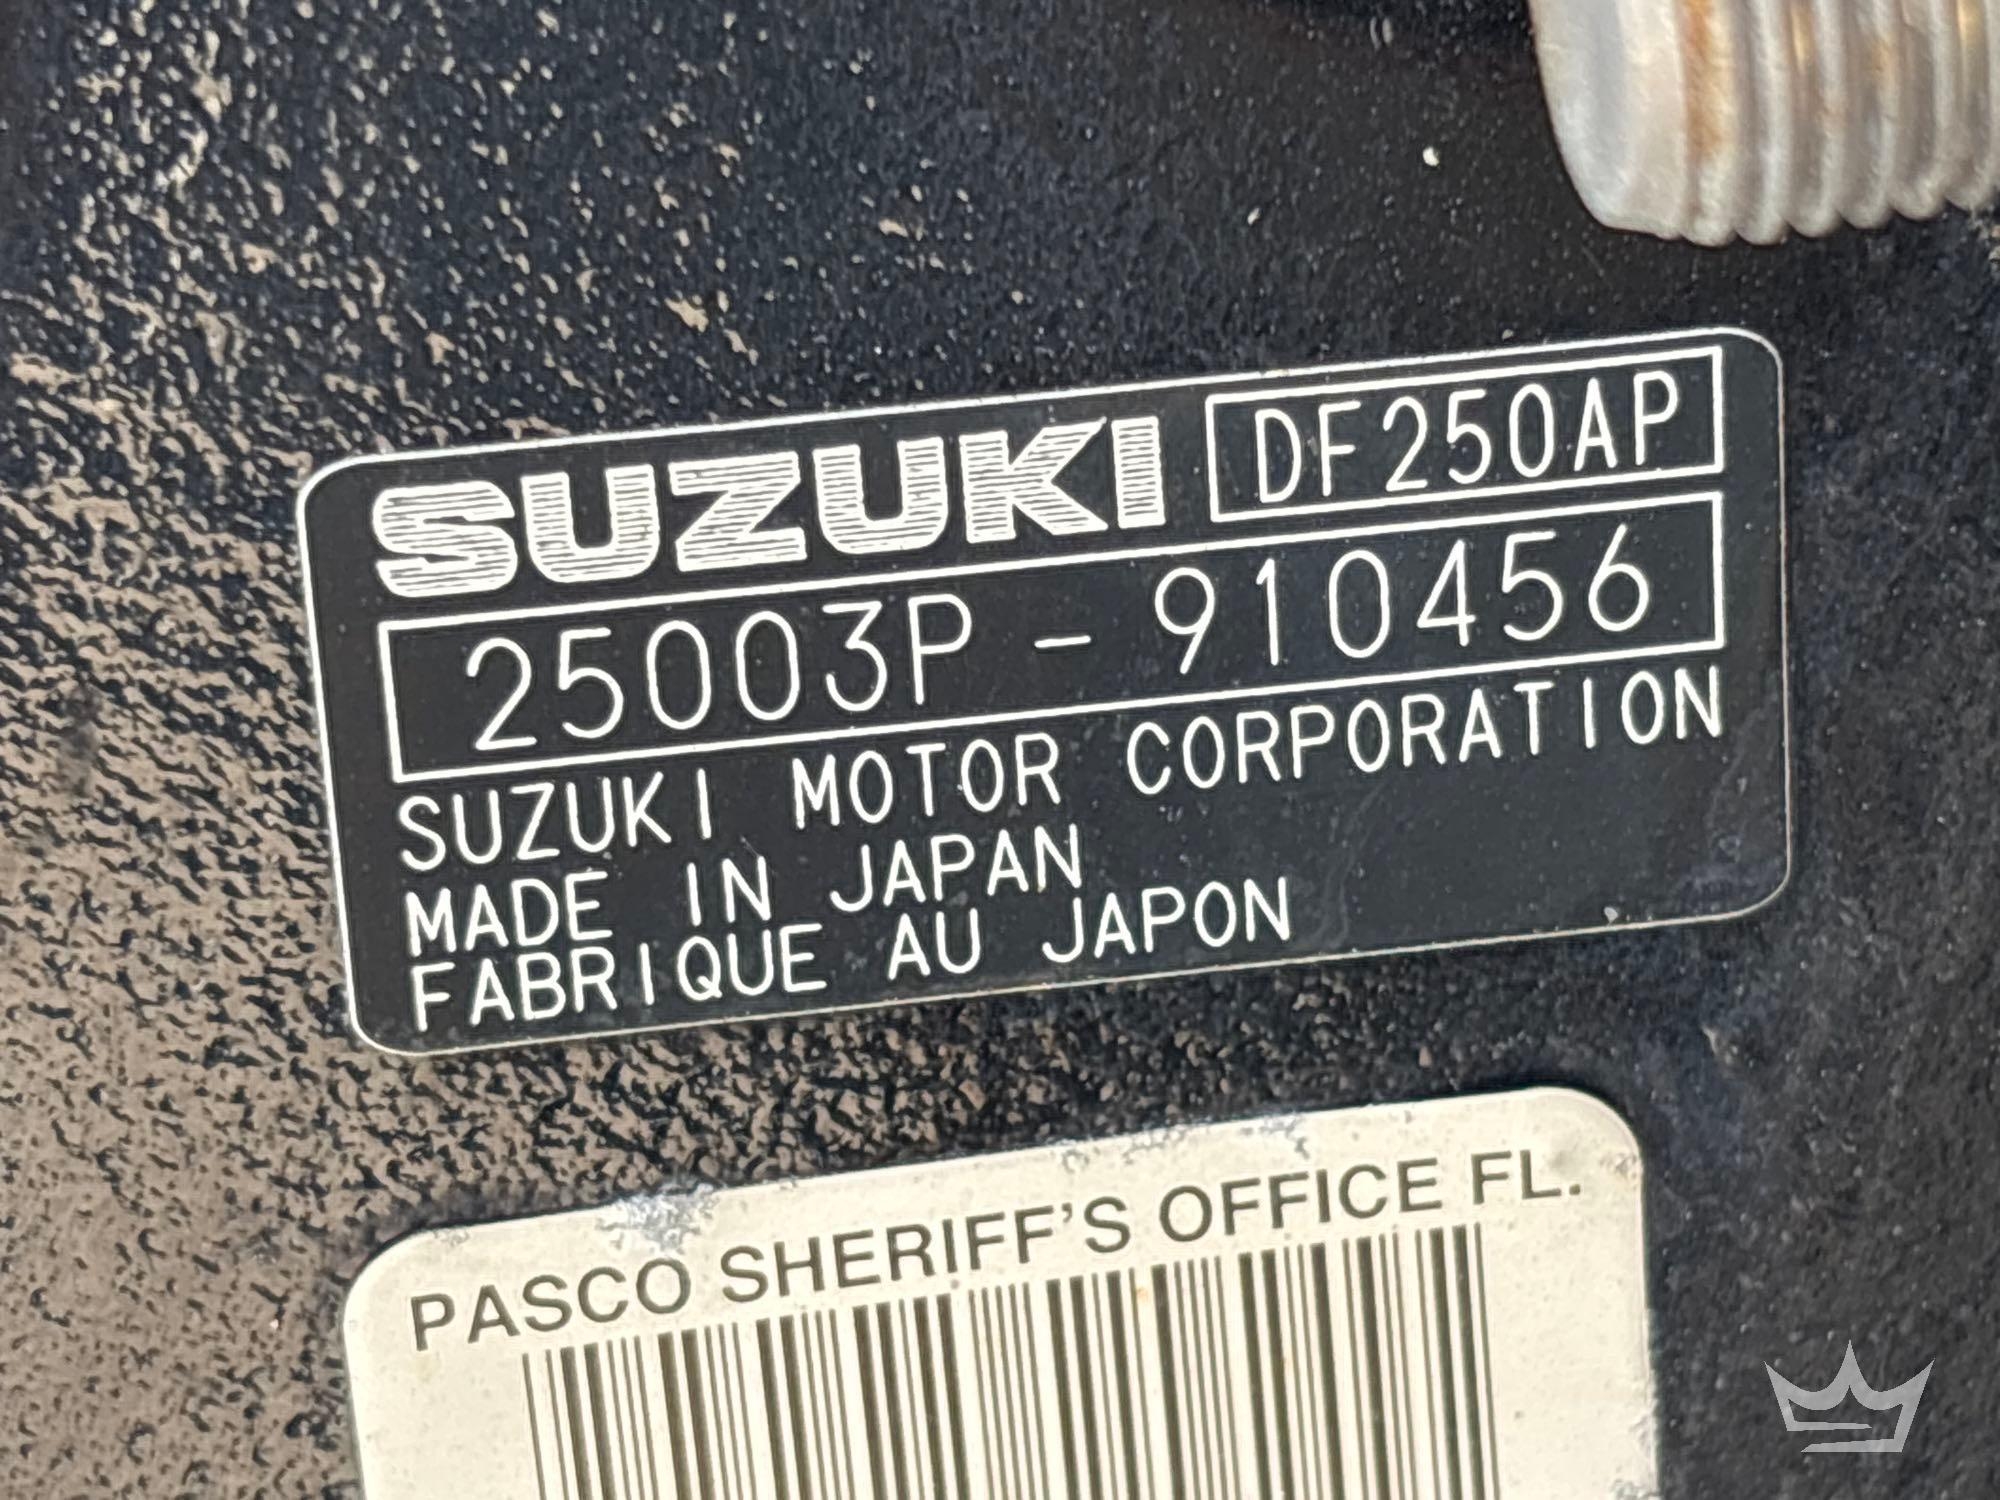 SUZUKI DF250AP
25003P-910456
SUZUKI MOTOR CORPORATION
MADE IN JAPAN
FABRIQUE AU JAPON
PASCO SHERIFF'S OFFICE FL.